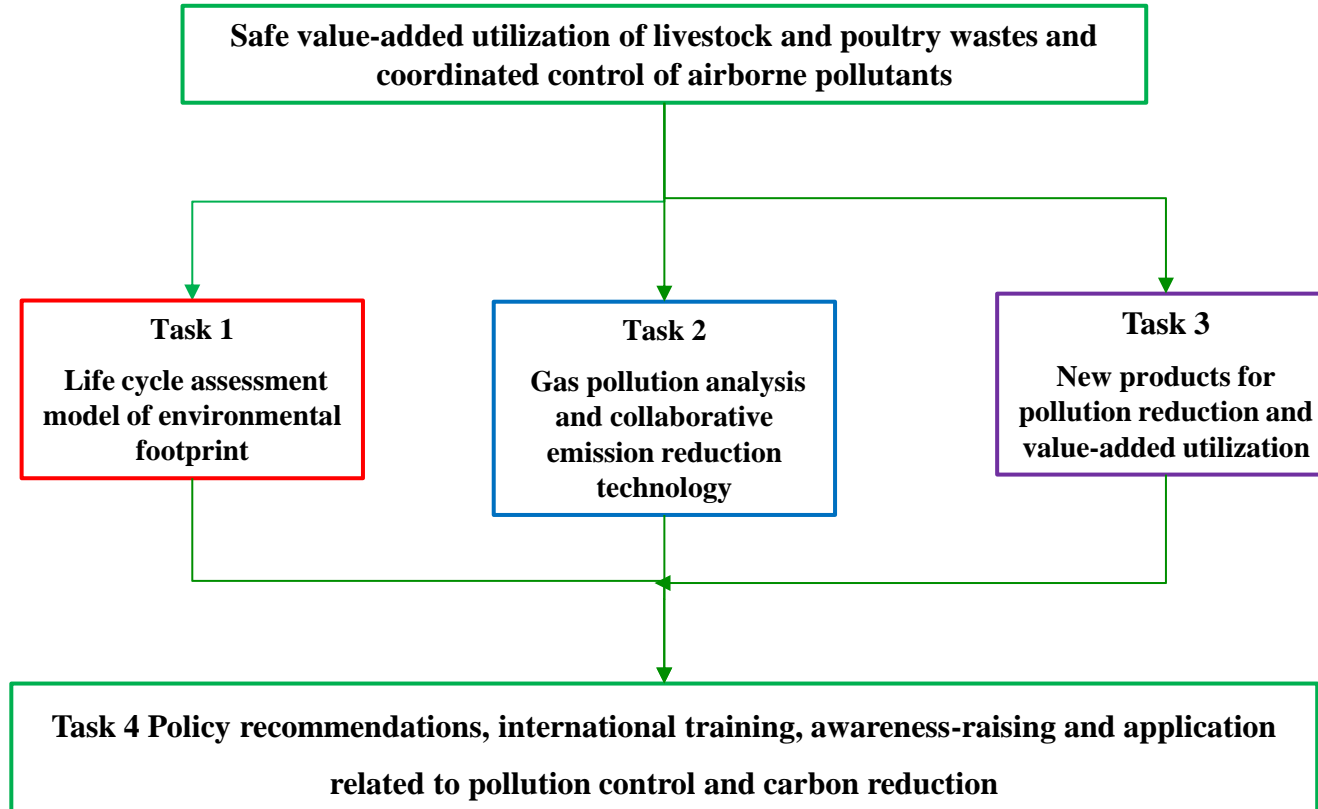 Safe value-added utilization of livestock and poultry wastes and
coordinated control of airborne pollutants
Task 1
Life cycle assessment
model of environmental
footprint
Task 2
Gas pollution analysis
and collaborative
emission reduction
technology
Task 3
New products for
pollution reduction and
value-added utilization
Task 4 Policy recommendations, international training, awareness-raising and application
related to pollution control and carbon reduction